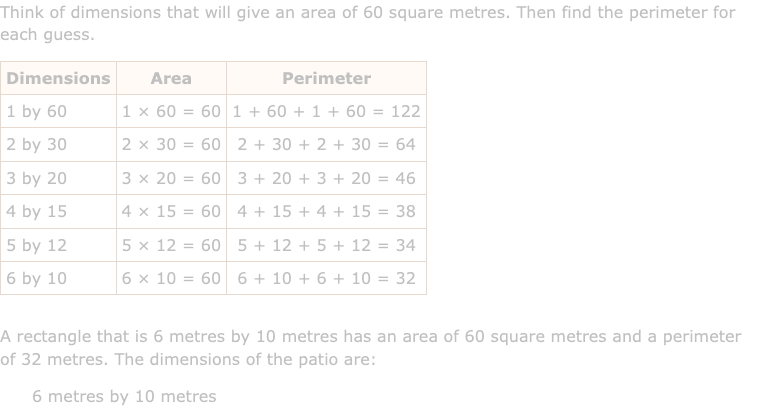 Think of dimensions that will give an area of 60 square metres. Then find the perimeter for
each guess.
Dimensions Area Perimeter
1 by 60 1 × 60 = 60 1 + 60 + 1 + 60 = 122
2 by 30 2 × 30 = 60 2 + 30 + 2 + 30 = 64
3 by 20 3 × 20 = 60 3 + 20 + 3 + 20 = 46
4 by 15 4 × 15 = 60 4 + 15 + 4 + 15 = 38
5 by 12 5 × 12 = 60 5 + 12 + 5 + 12 = 34
6 by 10 6 × 10 = 60 6 + 10 + 6 + 10 = 32
A rectangle that is 6 metres by 10 metres has an area of 60 square metres and a perimeter
of 32 metres. The dimensions of the patio are:
6 metres by 10 metres